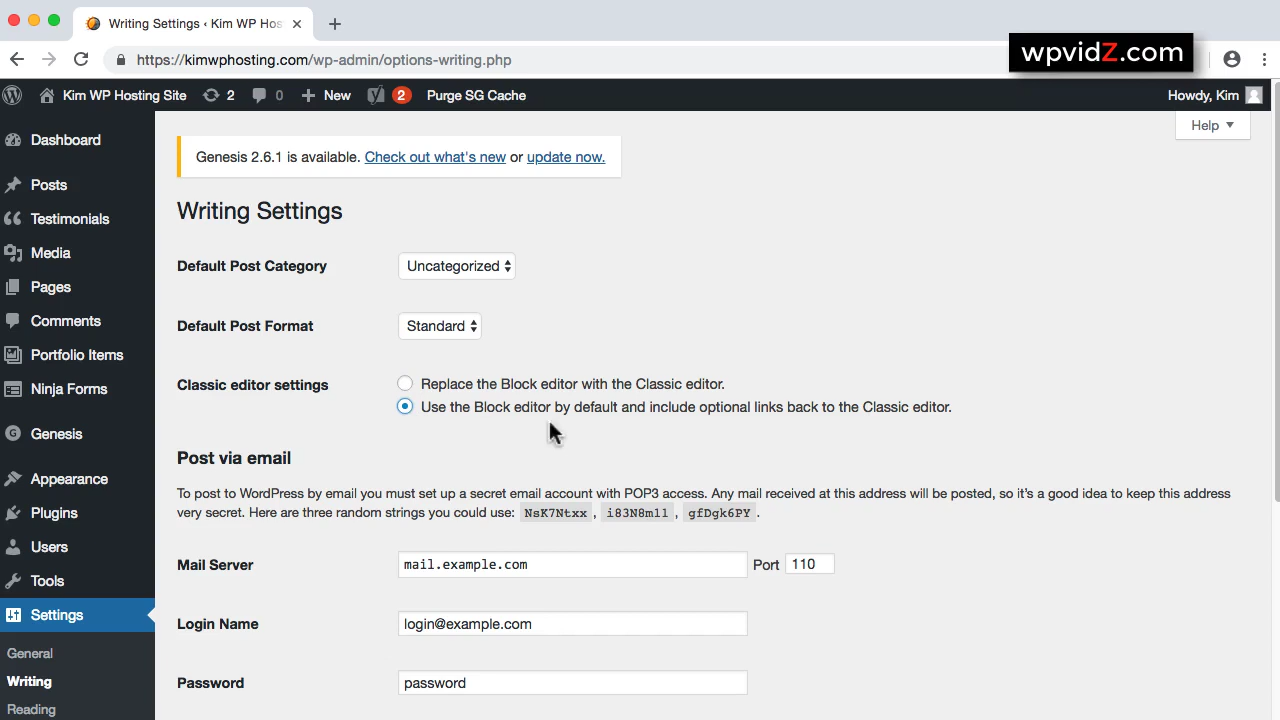 Writing Settings ‹ Kim WP Hos
https://kimwphosting.com/wp-admin/options-writing.php
wpvidZ.com
Kim WP Hosting Site 2 0 New 2 Purge SG Cache Howdy, Kim
Help
Dashboard
Posts
Testimonials
Media
Pages
Comments
Portfolio Items
Ninja Forms
Genesis
Appearance
Plugins
Users
Tools
Settings
General
Writing
Reading
Genesis 2.6.1 is available. Check out what's new or update now.
Writing Settings
Default Post Category Uncategorized
Default Post Format Standard
Classic editor settings Replace the Block editor with the Classic editor.
Use the Block editor by default and include optional links back to the Classic editor.
Post via email
To post to WordPress by email you must set up a secret email account with POP3 access. Any mail received at this address will be posted, so it’s a good idea to keep this address
very secret. Here are three random strings you could use: NsK7Ntxx , i83N8mll , gfDgk6PY .
Mail Server mail.example.com Port 110
Login Name login@example.com
Password password